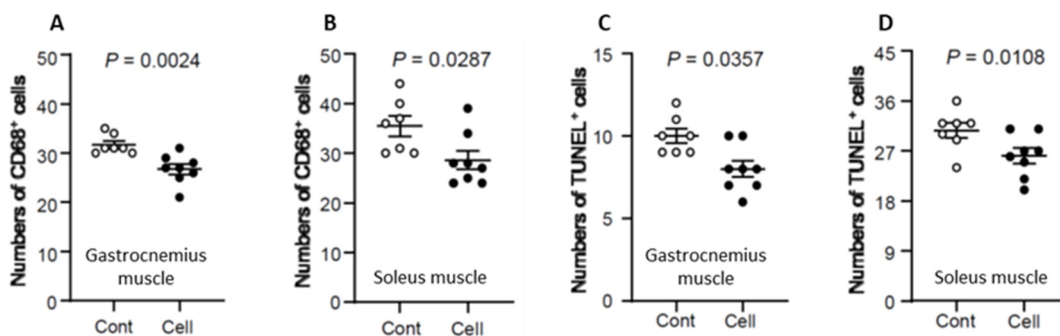 A
Numbers of CD68⁺ cells
50
40
30
20
10
0
P = 0.0024
Gastrocnemius
muscle
Cont Cell
B
Numbers of CD68⁺ cells
50
40
30
20
10
0
P = 0.0287
Soleus muscle
Cont Cell
C
Numbers of TUNEL⁺ cells
15
10
5
0
P = 0.0357
Gastrocnemius
muscle
Cont Cell
D
Numbers of TUNEL⁺ cells
45
36
27
18
9
0
P = 0.0108
Soleus muscle
Cont Cell